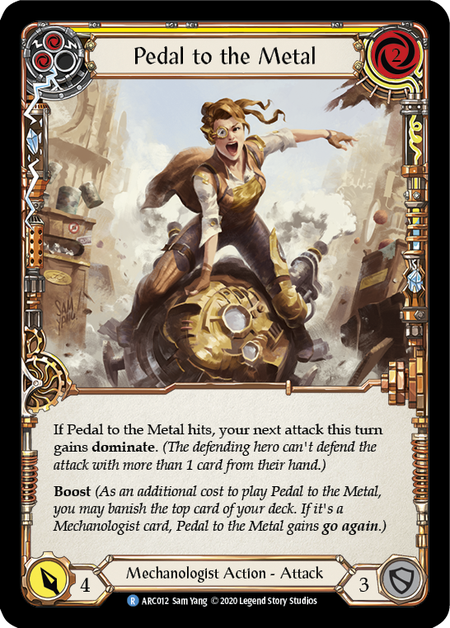 Pedal to the Metal
2
SAM
YANG
If Pedal to the Metal hits, your next attack this turn
gains dominate. (The defending hero can't defend the
attack with more than 1 card from their hand.)
Boost (As an additional cost to play Pedal to the Metal,
you may banish the top card of your deck. If it's a
Mechanologist card, Pedal to the Metal gains go again.)
4
Mechanologist Action - Attack
3
R ARC012 Sam Yang © 2020 Legend Story Studios